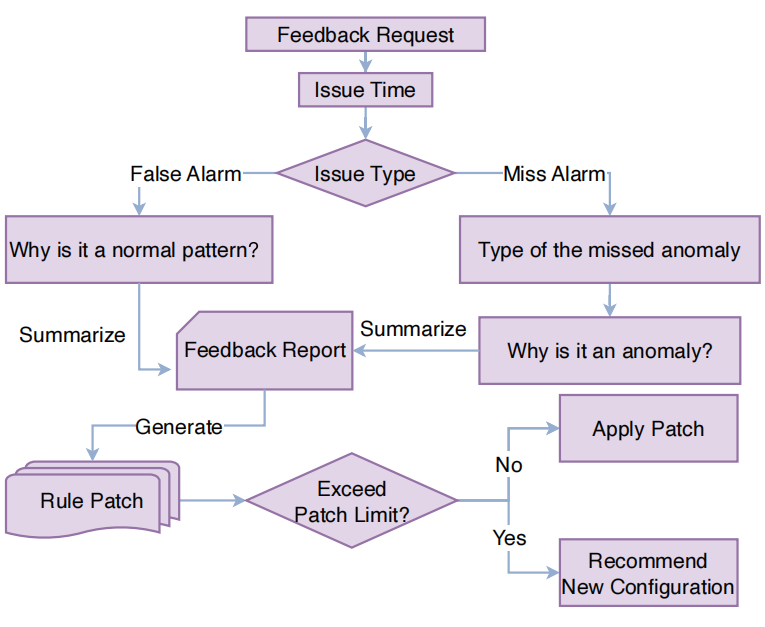 Feedback Request
Issue Time
Issue Type
False Alarm
Miss Alarm
Why is it a normal pattern?
Type of the missed anomaly
Summarize
Feedback Report
Summarize
Why is it an anomaly?
Generate
Apply Patch
No
Rule Patch
Exceed
Patch Limit?
Yes
Recommend
New Configuration